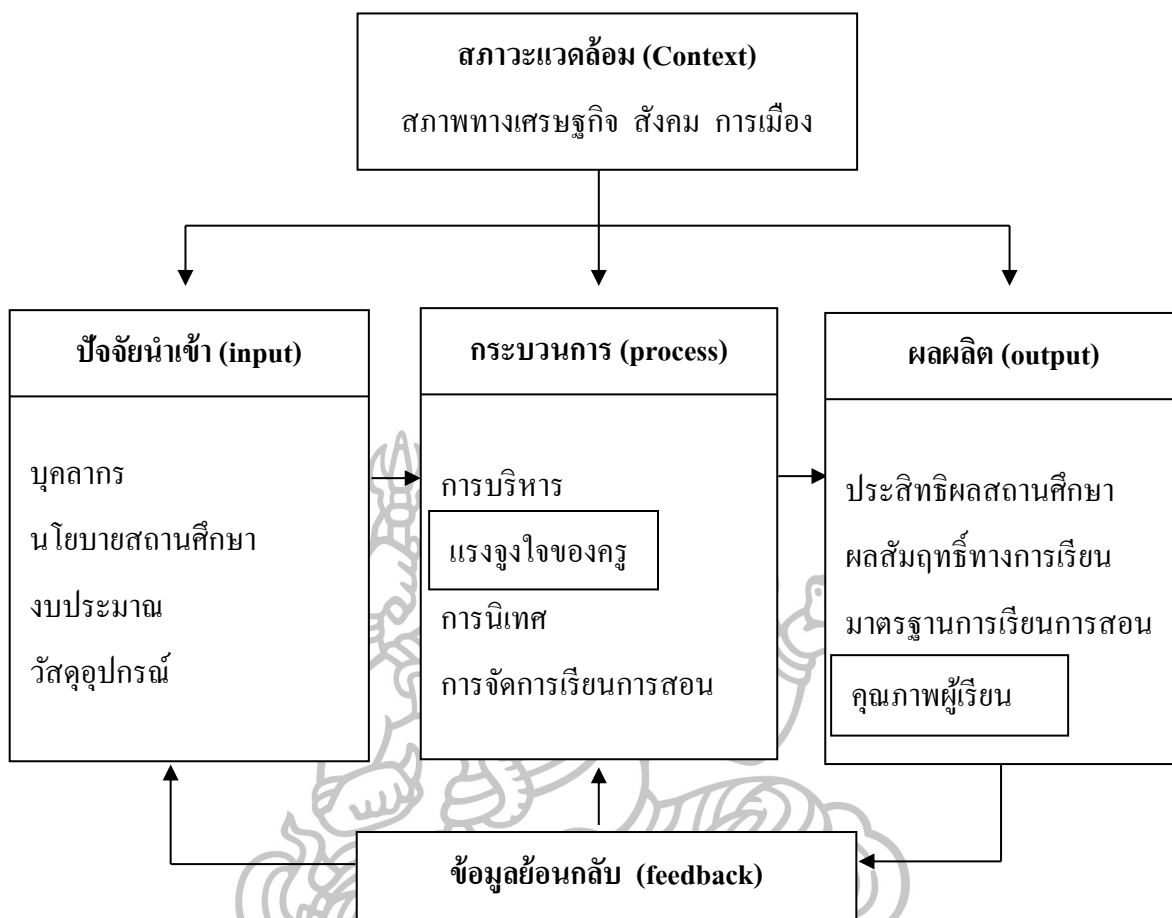 สภาวะแวดล้อม (Context)
สภาพทางเศรษฐกิจ สังคม การเมือง
ปัจจัยนำเข้า (input)
บุคลากร
นโยบายสถานศึกษา
งบประมาณ
วัสดุอุปกรณ์
กระบวนการ (process)
การบริหาร
แรงจูงใจของครู
การนิเทศ
การจัดการเรียนการสอน
ผลผลิต (output)
ประสิทธิผลสถานศึกษา
ผลสัมฤทธิ์ทางการเรียน
มาตรฐานการเรียนการสอน
คุณภาพผู้เรียน
ข้อมูลย้อนกลับ (feedback)